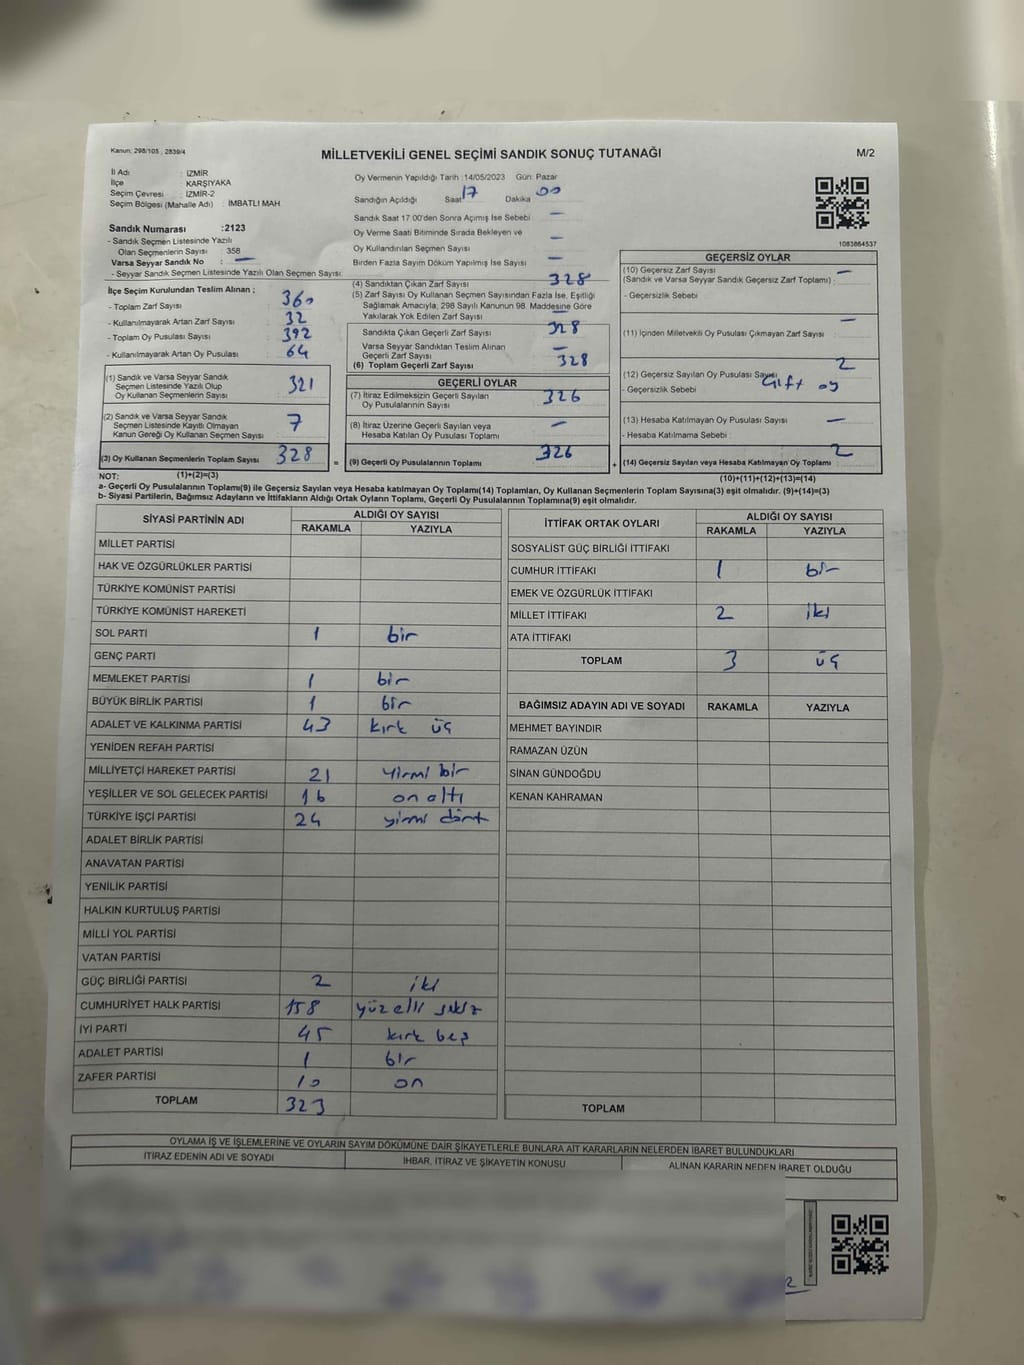 Kanun: 298/105 , 2839/4
MİLLETVEKİLİ GENEL SEÇİMİ SANDIK SONUÇ TUTANAĞI
M/2
İl Adı : İZMİR
İlçe : KARŞIYAKA
Seçim Çevresi : İZMİR-2
Seçim Bölgesi (Mahalle Adı) : İMBATLI MAH
Sandık Numarası :2123
- Sandık Seçmen Listesinde Yazılı
Olan Seçmenlerin Sayısı : 358
Varsa Seyyar Sandık No : —
- Seyyar Sandık Seçmen Listesinde Yazılı Olan Seçmen Sayısı:
Oy Vermenin Yapıldığı Tarih :14/05/2023 Gün: Pazar
Sandığın Açıldığı Saat 17 Dakika 00
Sandık Saat 17:00'den Sonra Açımış İse Sebebi —
Oy Verme Saati Bitiminde Sırada Bekleyen ve
Oy Kullandırılan Seçmen Sayısı —
Birden Fazla Sayım Döküm Yapılmış İse Sayısı —
1083864537
İlçe Seçim Kurulundan Teslim Alınan ;
- Toplam Zarf Sayısı 360
- Kullanılmayarak Artan Zarf Sayısı 32
- Toplam Oy Pusulası Sayısı 392
- Kullanılmayarak Artan Oy Pusulası 64
(1) Sandık ve Varsa Seyyar Sandık
Seçmen Listesinde Yazılı Olup
Oy Kullanan Seçmenlerin Sayısı 321
(2) Sandık ve Varsa Seyyar Sandık
Seçmen Listesinde Kayıtlı Olmayan
Kanun Gereği Oy Kullanan Seçmen Sayısı 7
(3) Oy Kullanan Seçmenlerin Toplam Sayısı 328
(1)+(2)=(3)
(4) Sandıktan Çıkan Zarf Sayısı 328
(5) Zarf Sayısı Oy Kullanan Seçmen Sayısından Fazla İse, Eşitliği
Sağlamak Amacıyla, 298 Sayılı Kanunun 98. Maddesine Göre
Yakılarak Yok Edilen Zarf Sayısı —
Sandıkta Çıkan Geçerli Zarf Sayısı 328
Varsa Seyyar Sandıktan Teslim Alınan
Geçerli Zarf Sayısı —
(6) Toplam Geçerli Zarf Sayısı 328
GEÇERLİ OYLAR
(7) İtiraz Edilmeksizin Geçerli Sayılan
Oy Pusulalarının Sayısı 326
(8) İtiraz Üzerine Geçerli Sayılan veya
Hesaba Katılan Oy Pusulası Toplamı —
= (9) Geçerli Oy Pusulalarının Toplamı 326
GEÇERSİZ OYLAR
(10) Geçersiz Zarf Sayısı —
(Sandık ve Varsa Seyyar Sandık Geçersiz Zarf Toplamı) :
- Geçersizlik Sebebi
(11) İçinden Milletvekili Oy Pusulası Çıkmayan Zarf Sayısı —
(12) Geçersiz Sayılan Oy Pusulası Sayısı 2
- Geçersizlik Sebebi Çift oy
(13) Hesaba Katılmayan Oy Pusulası Sayısı —
- Hesaba Katılmama Sebebi :
+ (14) Geçersiz Sayılan veya Hesaba Katılmayan Oy Toplamı 2
(10)+(11)+(12)+(13)=(14)
NOT:
a- Geçerli Oy Pusulalarının Toplamı(9) ile Geçersiz Sayılan veya Hesaba katılmayan Oy Toplamı(14) Toplamları, Oy Kullanan Seçmenlerin Toplam Sayısına(3) eşit olmalıdır. (9)+(14)=(3)
b- Siyasi Partilerin, Bağımsız Adayların ve İttifakların Aldığı Ortak Oyların Toplamı, Geçerli Oy Pusulalarının Toplamına(9) eşit olmalıdır.
SİYASİ PARTİNİN ADI ALDIĞI OY SAYISI
RAKAMLA YAZIYLA
MİLLET PARTİSİ
HAK VE ÖZGÜRLÜKLER PARTİSİ
TÜRKİYE KOMÜNİST PARTİSİ
TÜRKİYE KOMÜNİST HAREKETİ
SOL PARTİ 1 bir
GENÇ PARTİ
MEMLEKET PARTİSİ 1 bir
BÜYÜK BİRLİK PARTİSİ 1 bir
ADALET VE KALKINMA PARTİSİ 43 kırk üç
YENİDEN REFAH PARTİSİ
MİLLİYETÇİ HAREKET PARTİSİ 21 yirmi bir
YEŞİLLER VE SOL GELECEK PARTİSİ 16 on altı
TÜRKİYE İŞÇİ PARTİSİ 24 yirmi dört
ADALET BİRLİK PARTİSİ
ANAVATAN PARTİSİ
YENİLİK PARTİSİ
HALKIN KURTULUŞ PARTİSİ
MİLLİ YOL PARTİSİ
VATAN PARTİSİ
GÜÇ BİRLİĞİ PARTİSİ 2 iki
CUMHURİYET HALK PARTİSİ 158 yüzelli sekiz
İYİ PARTİ 45 kırk beş
ADALET PARTİSİ 1 bir
ZAFER PARTİSİ 10 on
TOPLAM 323
İTTİFAK ORTAK OYLARI ALDIĞI OY SAYISI
RAKAMLA YAZIYLA
SOSYALİST GÜÇ BİRLİĞİ İTTİFAKI
CUMHUR İTTİFAKI 1 bir
EMEK VE ÖZGÜRLÜK İTTİFAKI
MİLLET İTTİFAKI 2 iki
ATA İTTİFAKI
TOPLAM 3 üç
BAĞIMSIZ ADAYIN ADI VE SOYADI RAKAMLA YAZIYLA
MEHMET BAYINDIR
RAMAZAN ÜZÜN
SİNAN GÜNDOĞDU
KENAN KAHRAMAN
TOPLAM
OYLAMA İŞ VE İŞLEMLERİNE VE OYLARIN SAYIM DÖKÜMÜNE DAİR ŞİKAYETLERLE BUNLARA AİT KARARLARIN NELERDEN İBARET BULUNDUKLARI
İTİRAZ EDENİN ADI VE SOYADI İHBAR, İTİRAZ VE ŞİKAYETİN KONUSU ALINAN KARARIN NEDEN İBARET OLDUĞU